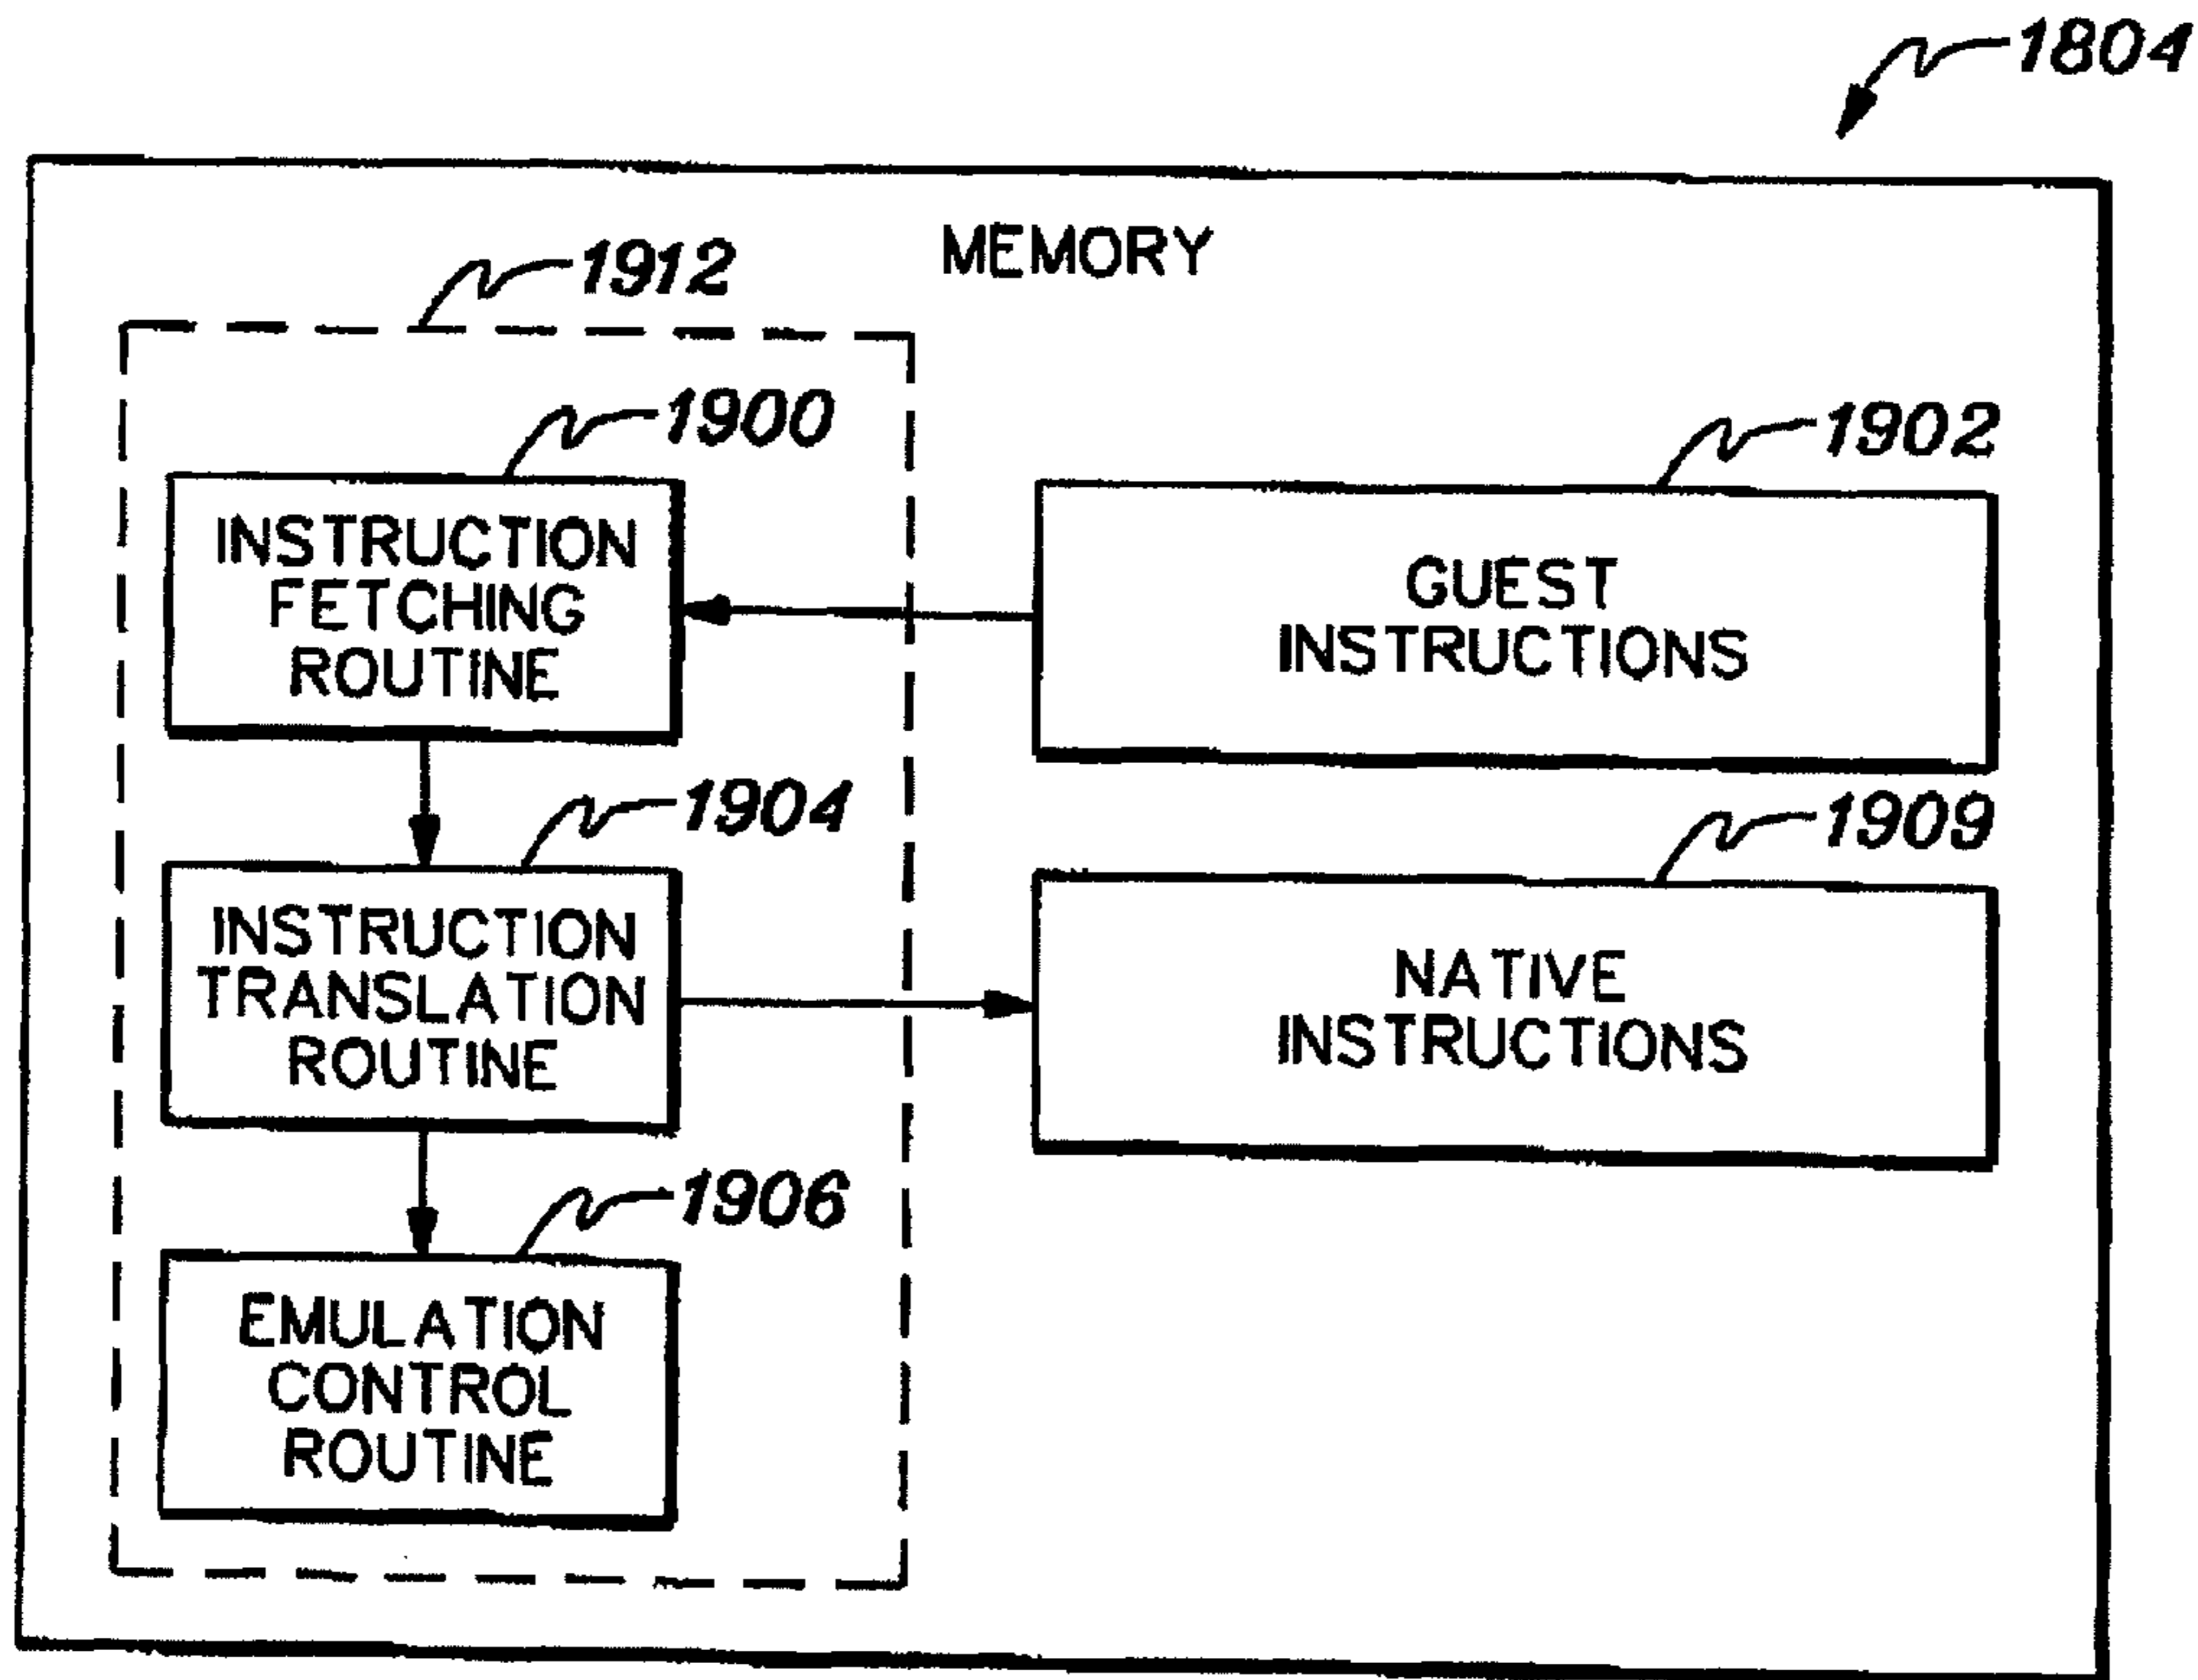 1804
MEMORY
1912
1900
INSTRUCTION
FETCHING
ROUTINE
1902
GUEST
INSTRUCTIONS
1904
INSTRUCTION
TRANSLATION
ROUTINE
1909
NATIVE
INSTRUCTIONS
1906
EMULATION
CONTROL
ROUTINE